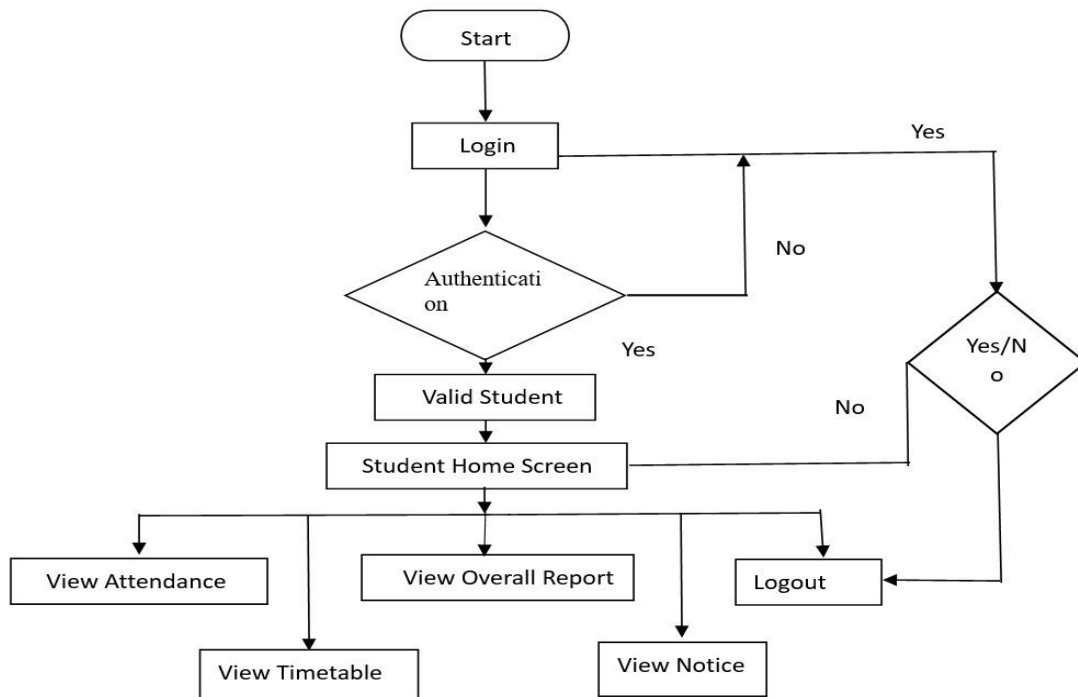 Start
Login
Yes
No
Authenticati
on
Yes
Yes/N
o
Valid Student
No
Student Home Screen
View Attendance
View Overall Report
Logout
View Timetable
View Notice